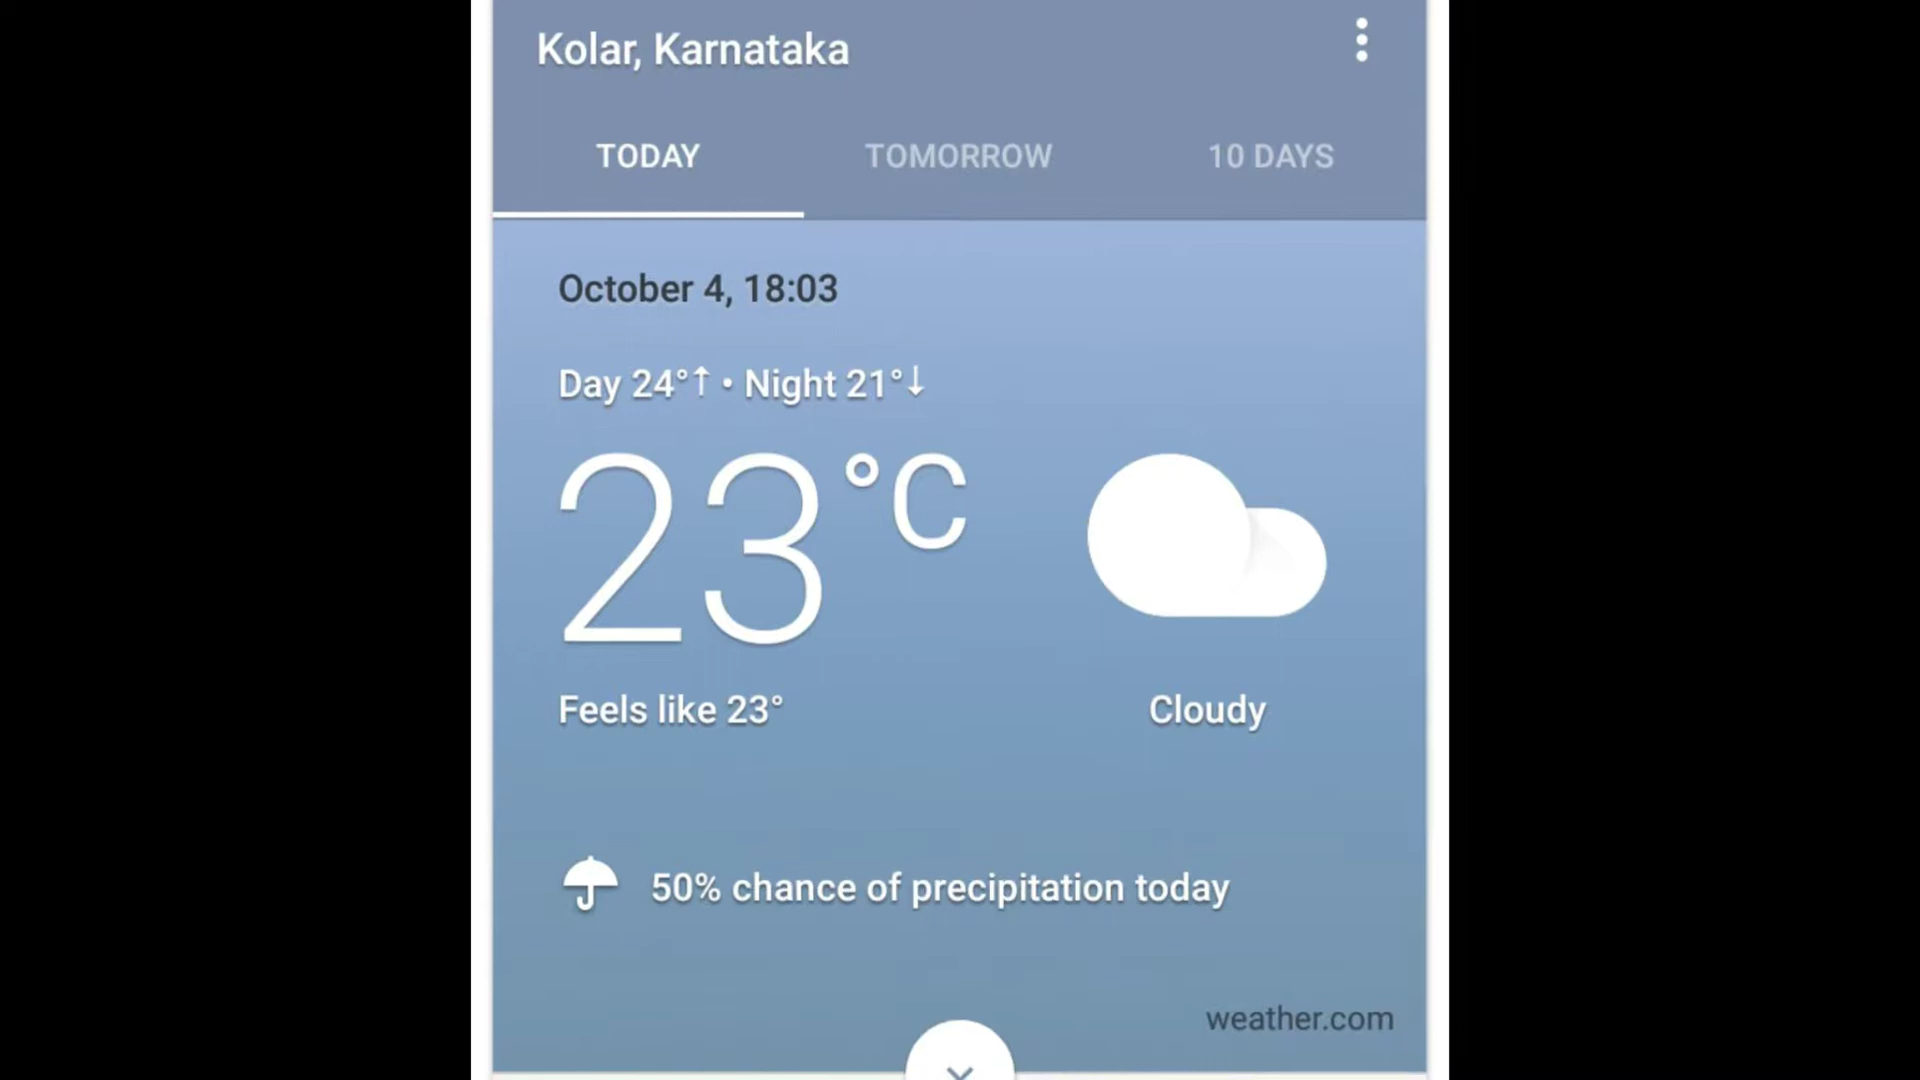 Kolar, Karnataka
TODAY TOMORROW 10 DAYS
October 4, 18:03
Day 24°↑ • Night 21°↓
23°C
Feels like 23° Cloudy
50% chance of precipitation today
weather.com